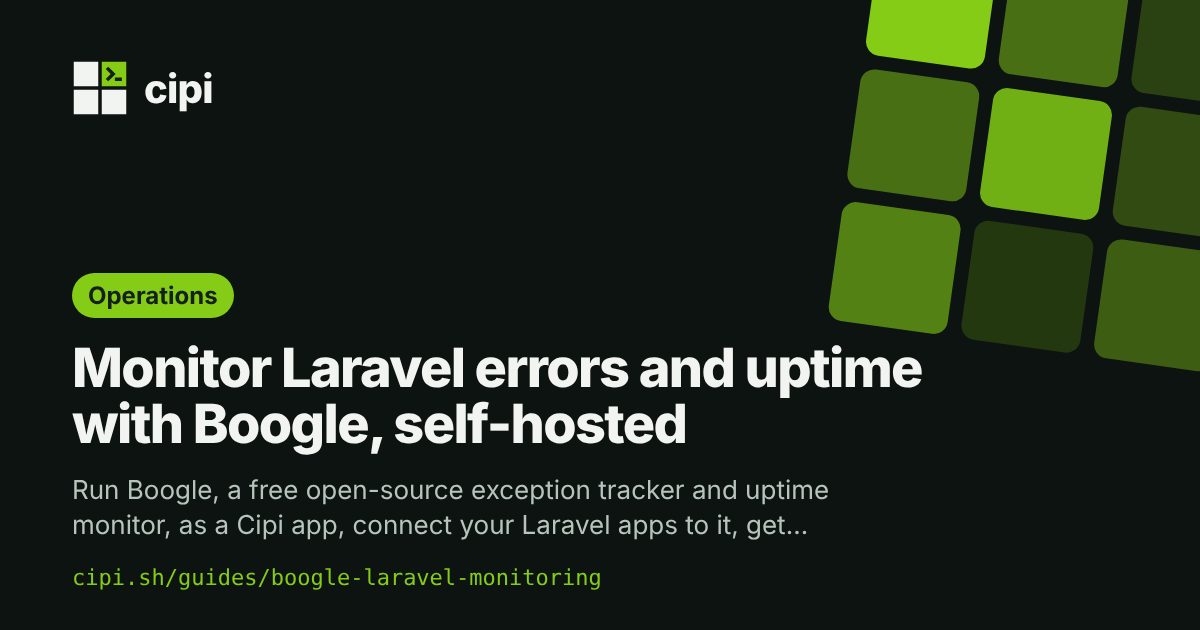 cipi
Operations
Monitor Laravel errors and uptime
with Boogle, self-hosted
Run Boogle, a free open-source exception tracker and uptime
monitor, as a Cipi app, connect your Laravel apps to it, get...
cipi.sh/guides/boogle-laravel-monitoring